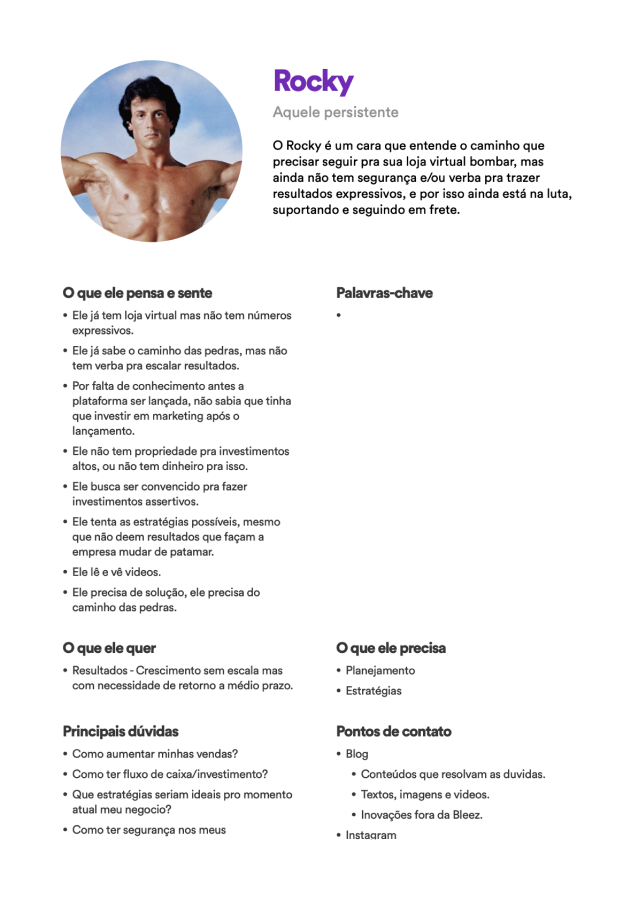 Rocky
Aquele persistente
O Rocky é um cara que entende o caminho que
precisar seguir pra sua loja virtual bombar, mas
ainda não tem segurança e/ou verba pra trazer
resultados expressivos, e por isso ainda está na luta,
suportando e seguindo em frete.
O que ele pensa e sente
• Ele já tem loja virtual mas não tem números
expressivos.
• Ele já sabe o caminho das pedras, mas não
tem verba pra escalar resultados.
• Por falta de conhecimento antes a
plataforma ser lançada, não sabia que tinha
que investir em marketing após o
lançamento.
• Ele não tem propriedade pra investimentos
altos, ou não tem dinheiro pra isso.
• Ele busca ser convencido pra fazer
investimentos assertivos.
• Ele tenta as estratégias possíveis, mesmo
que não deem resultados que façam a
empresa mudar de patamar.
• Ele lê e vê videos.
• Ele precisa de solução, ele precisa do
caminho das pedras.
Palavras-chave
•
O que ele quer
• Resultados - Crescimento sem escala mas
com necessidade de retorno a médio prazo.
O que ele precisa
• Planejamento
• Estratégias
Principais dúvidas
• Como aumentar minhas vendas?
• Como ter fluxo de caixa/investimento?
• Que estratégias seriam ideais pro momento
atual meu negocio?
• Como ter segurança nos meus
Pontos de contato
• Blog
• Conteúdos que resolvam as duvidas.
• Textos, imagens e videos.
• Inovações fora da Bleez.
• Instagram